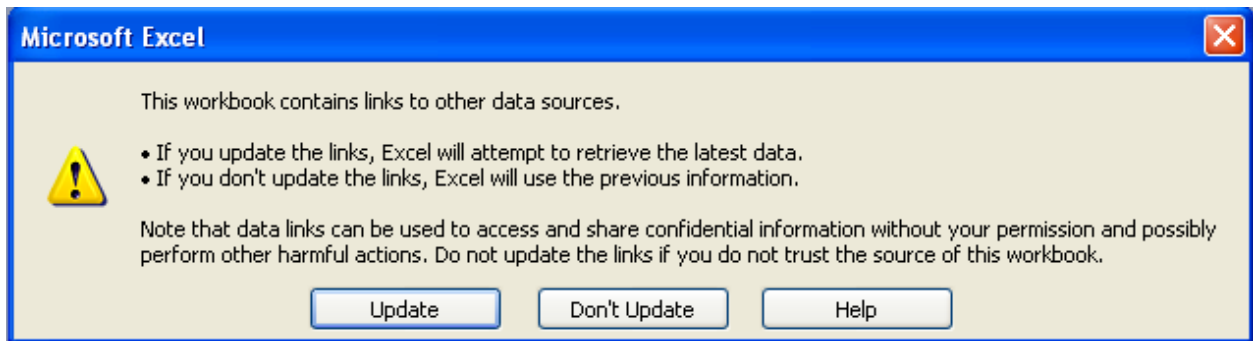 Microsoft Excel
This workbook contains links to other data sources.
• If you update the links, Excel will attempt to retrieve the latest data.
• If you don't update the links, Excel will use the previous information.
Note that data links can be used to access and share confidential information without your permission and possibly
perform other harmful actions. Do not update the links if you do not trust the source of this workbook.
Update Don't Update Help